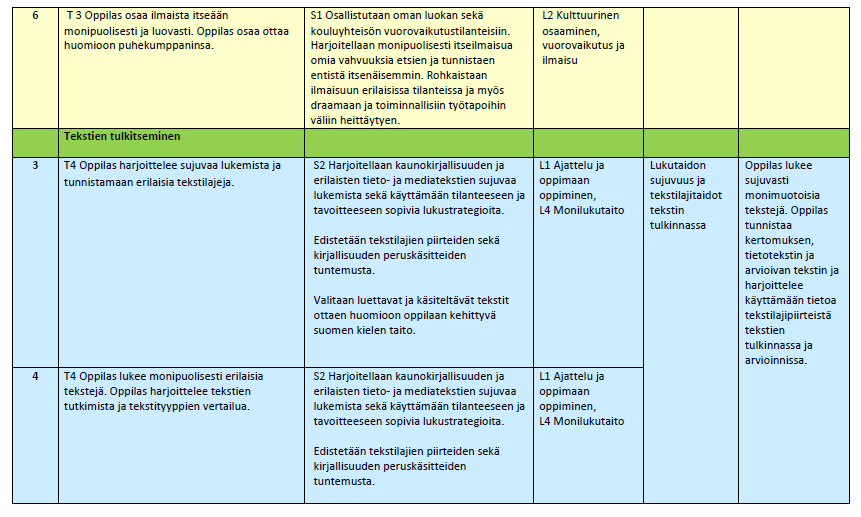 6
T 3 Oppilas osaa ilmaista itseään
monipuolisesti ja luovasti. Oppilas osaa ottaa
huomioon puhekumppaninsa.
S1 Osallistutaan oman luokan sekä
kouluyhteisön vuorovaikutustilanteisiin.
Harjoitellaan monipuolisesti itseilmaisua
omia vahvuuksia etsien ja tunnistaen
entistä itsenäisemmin. Rohkaistaan
ilmaisuun erilaisissa tilanteissa ja myös
draamaan ja toiminnallisiin työtapoihin
väliin heittäytyen.
L2 Kulttuurinen
osaaminen,
vuorovaikutus ja
ilmaisu
Tekstien tulkitseminen
3
T4 Oppilas harjoittelee sujuvaa lukemista ja
tunnistamaan erilaisia tekstilajeja.
S2 Harjoitellaan kaunokirjallisuuden ja
erilaisten tieto- ja mediatekstien sujuvaa
lukemista sekä käyttämään tilanteeseen ja
tavoitteeseen sopivia lukustrategioita.
Edistetään tekstilajien piirteiden sekä
kirjallisuuden peruskäsitteiden
tuntemusta.
Valitaan luettavat ja käsiteltävät tekstit
ottaen huomioon oppilaan kehittyvä
suomen kielen taito.
L1 Ajattelu ja
oppimaan
oppiminen,
L4 Monilukutaito
Lukutaidon
sujuvuus ja
tekstilajitaidot
tekstin
tulkinnassa
Oppilas lukee
sujuvasti
monimuotoisia
tekstejä. Oppilas
tunnistaa
kertomuksen,
tietotekstin ja
arvioivan tekstin ja
harjoittelee
käyttämään tietoa
tekstilajipiirteistä
tekstien
tulkinnassa ja
arvioinnissa.
4
T4 Oppilas lukee monipuolisesti erilaisia
tekstejä. Oppilas harjoittelee tekstien
tutkimista ja tekstityyppien vertailua.
S2 Harjoitellaan kaunokirjallisuuden ja
erilaisten tieto- ja mediatekstien sujuvaa
lukemista sekä käyttämään tilanteeseen ja
tavoitteeseen sopivia lukustrategioita.
Edistetään tekstilajien piirteiden sekä
kirjallisuuden peruskäsitteiden
tuntemusta.
L1 Ajattelu ja
oppimaan
oppiminen,
L4 Monilukutaito